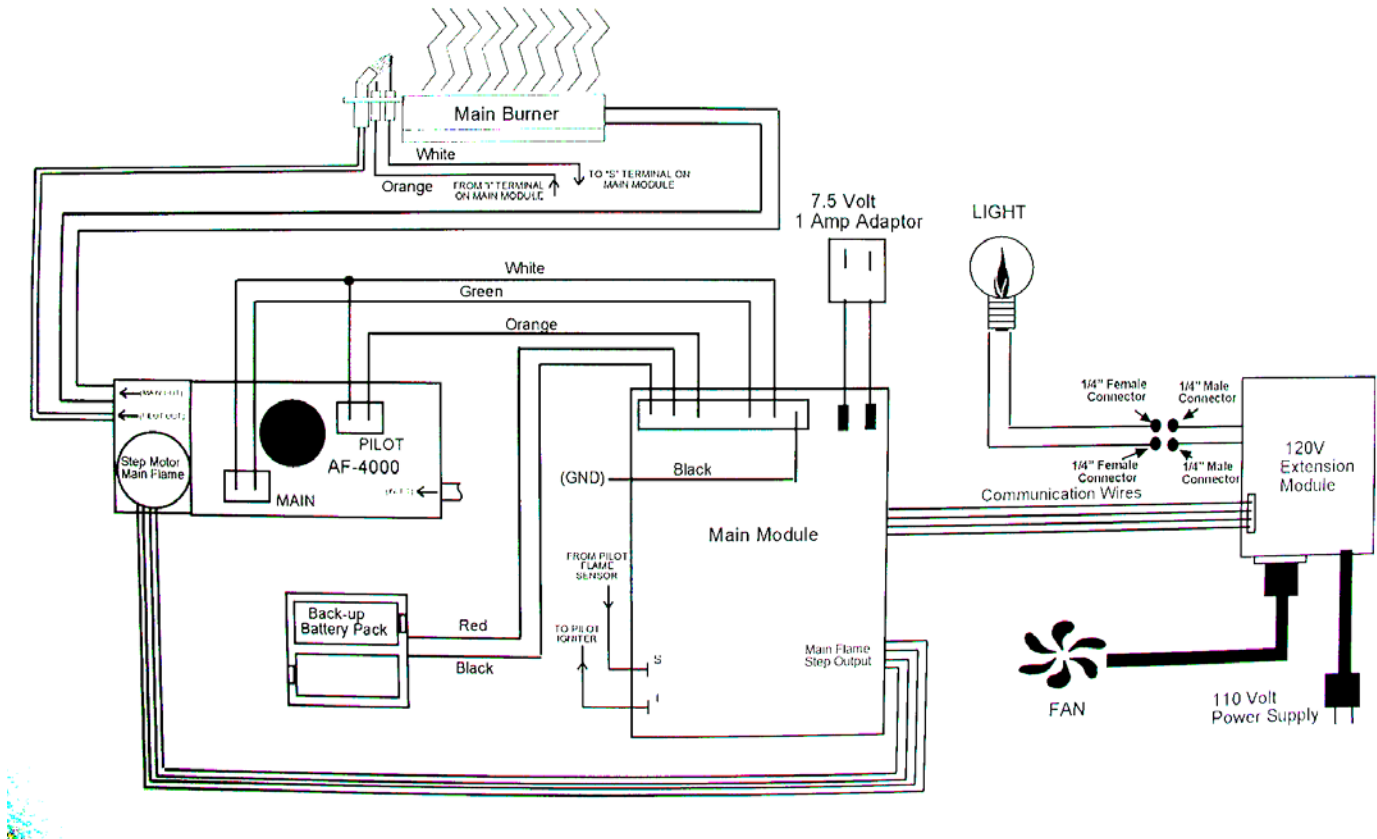 Main Burner
White
Orange
FROM "I" TERMINAL
ON MAIN MODULE
TO "S" TERMINAL ON
MAIN MODULE
7.5 Volt
1 Amp Adaptor
LIGHT
White
Green
Orange
(MAIN OUT)
(PILOT OUT)
Step Motor
Main Flame
PILOT
AF-4000
MAIN
(GND)
Black
Main Module
FROM PILOT
FLAME
SENSOR
TO PILOT
IGNITER
S
I
Main Flame
Step Output
Back-up
Battery Pack
Red
Black
1/4" Female
Connector
1/4" Male
Connector
1/4" Female
Connector
1/4" Male
Connector
120V
Extension
Module
Communication Wires
FAN
110 Volt
Power Supply